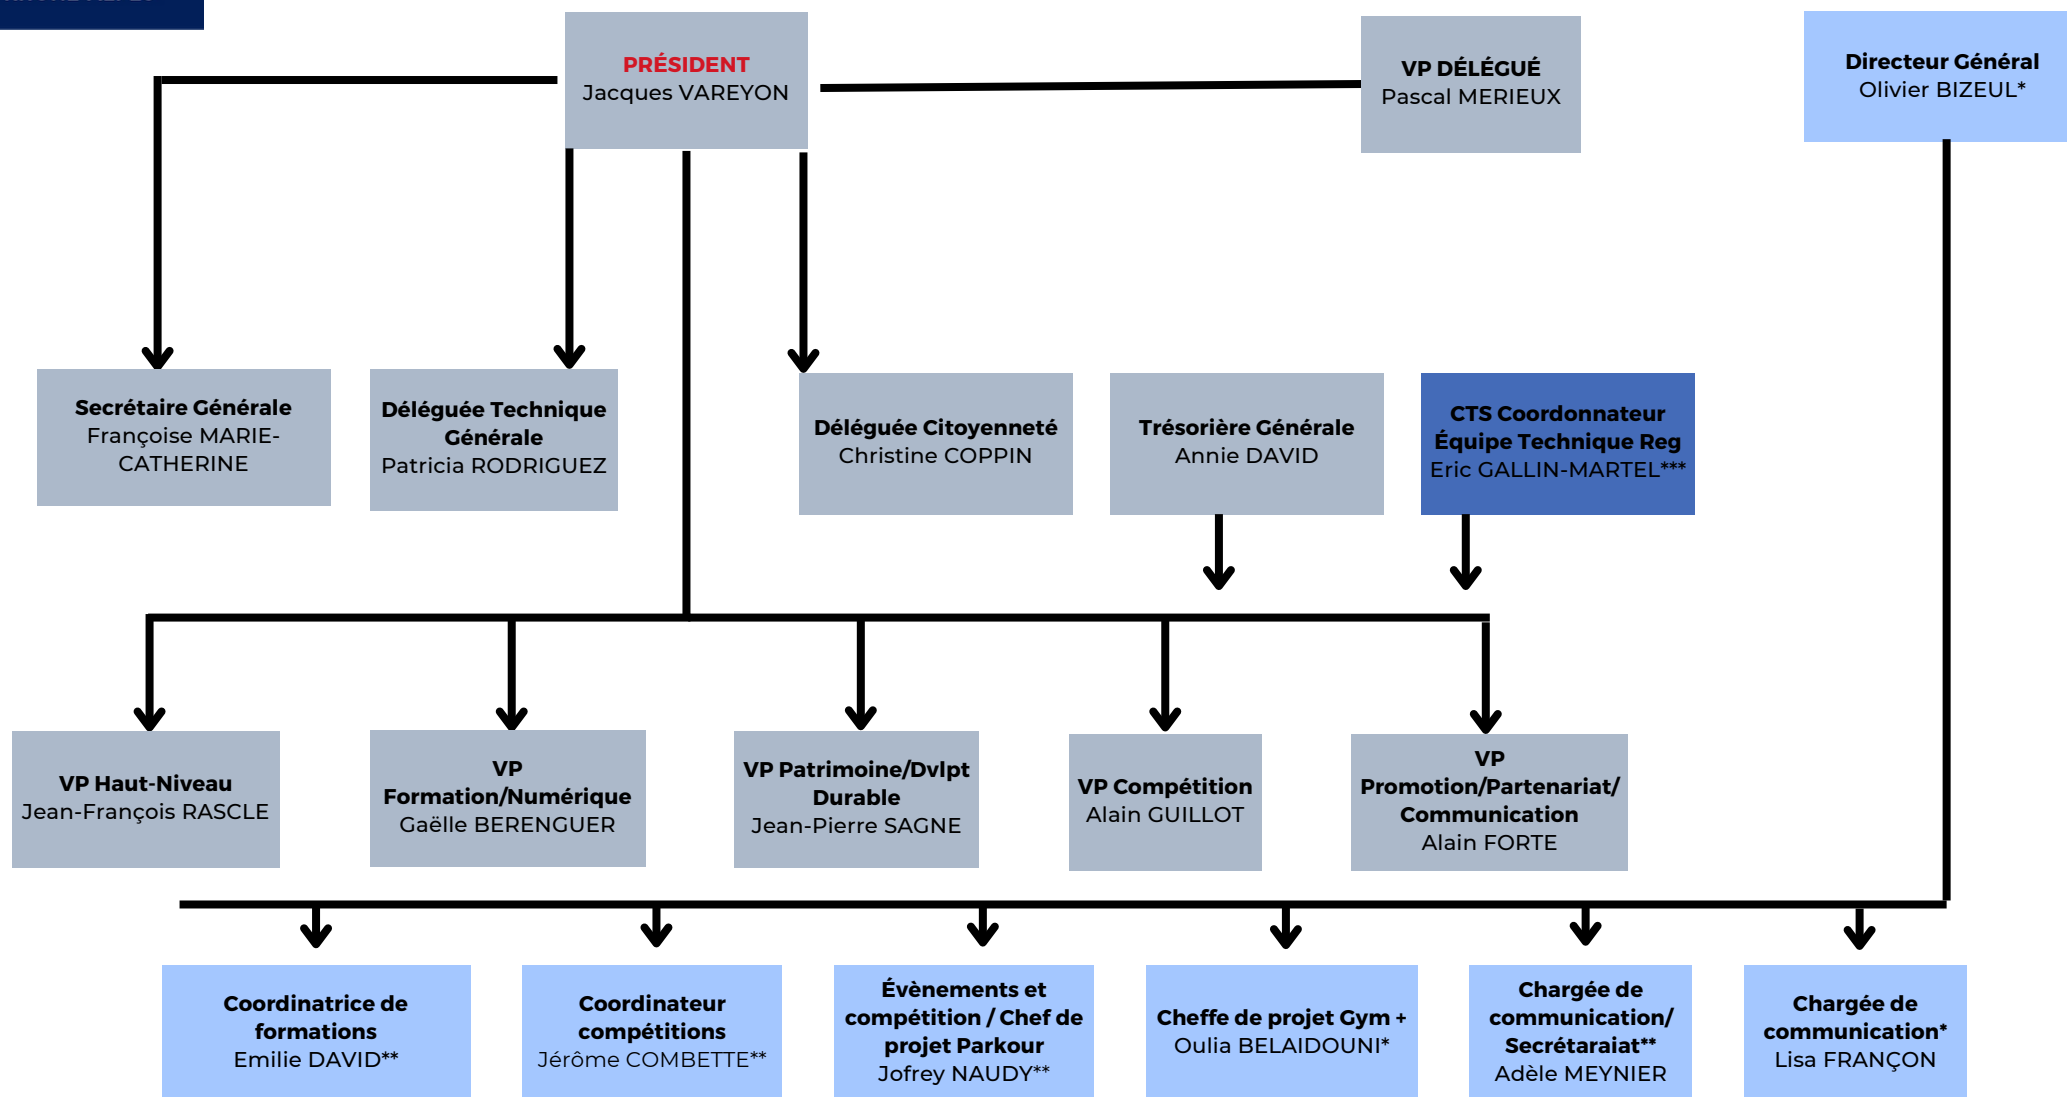 PRÉSIDENT
Jacques VAREYON
VP DÉLÉGUÉ
Pascal MERIEUX
Directeur Général
Olivier BIZEUL*
Secrétaire Générale
Françoise MARIE-
CATHERINE
Déléguée Technique
Générale
Patricia RODRIGUEZ
Déléguée Citoyenneté
Christine COPPIN
Trésorière Générale
Annie DAVID
CTS Coordonnateur
Équipe Technique Reg
Eric GALLIN-MARTEL***
VP Haut-Niveau
Jean-François RASCLE
VP
Formation/Numérique
Gaëlle BERENGUER
VP Patrimoine/Dvlpt
Durable
Jean-Pierre SAGNE
VP Compétition
Alain GUILLOT
VP
Promotion/Partenariat/
Communication
Alain FORTE
Coordinatrice de
formations
Emilie DAVID**
Coordinateur
compétitions
Jérôme COMBETTE**
Évènements et
compétition / Chef de
projet Parkour
Jofrey NAUDY**
Cheffe de projet Gym +
Oulia BELAIDOUNI*
Chargée de
communication/
Secrétaraiat**
Adèle MEYNIER
Chargée de
communication*
Lisa FRANÇON